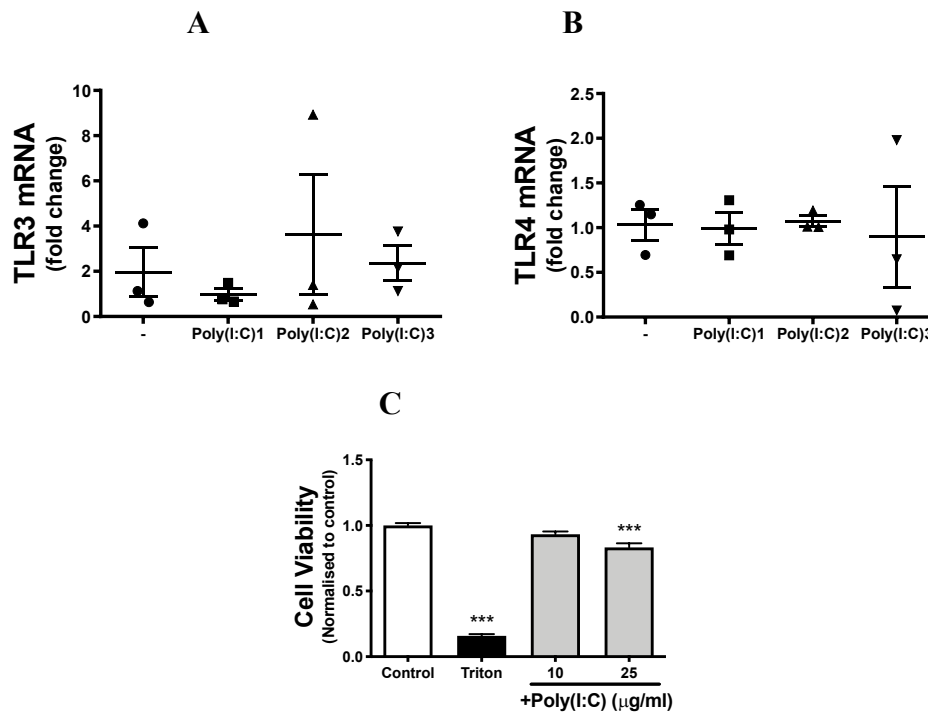 A
TLR3 mRNA
(fold change)
10
8
6
4
2
0
- Poly(I:C)1 Poly(I:C)2 Poly(I:C)3
B
TLR4 mRNA
(fold change)
2.5
2.0
1.5
1.0
0.5
0.0
- Poly(I:C)1 Poly(I:C)2 Poly(I:C)3
C
Cell Viability
(Normalised to control)
1.5
1.0
0.5
0.0
***
***
Control Triton 10 25
+Poly(I:C) (μg/ml)